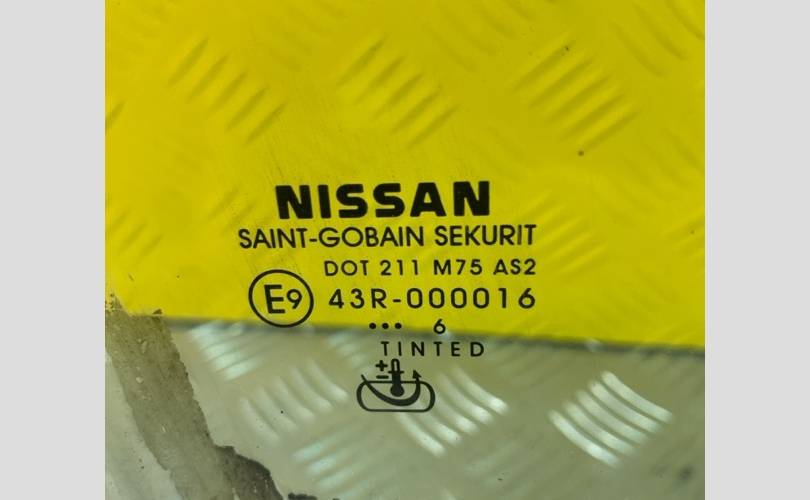 NISSAN
SAINT-GOBAIN SEKURIT
DOT 211 M75 AS2
E9 43R-000016
••• 6
TINTED